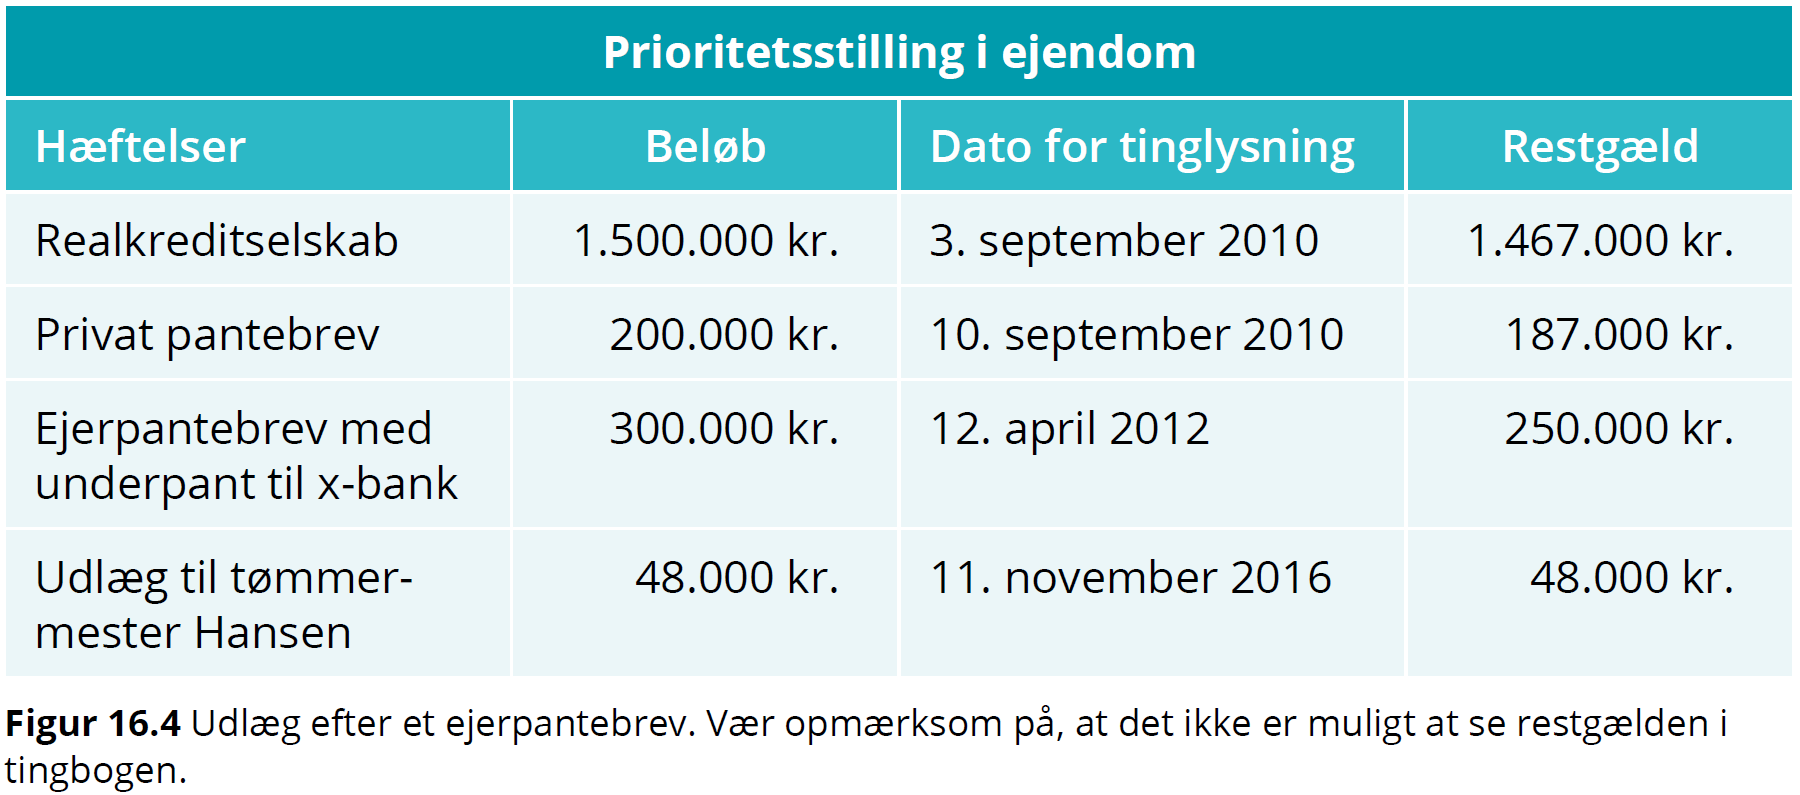 Prioritetsstilling i ejendom
Hæftelser Beløb Dato for tinglysning Restgæld
Realkreditselskab 1.500.000 kr. 3. september 2010 1.467.000 kr.
Privat pantebrev 200.000 kr. 10. september 2010 187.000 kr.
Ejerpantebrev med 300.000 kr. 12. april 2012 250.000 kr.
underpant til x-bank
Udlæg til tømmer- 48.000 kr. 11. november 2016 48.000 kr.
mester Hansen
Figur 16.4 Udlæg efter et ejerpantebrev. Vær opmærksom på, at det ikke er muligt at se restgælden i
tingbogen.